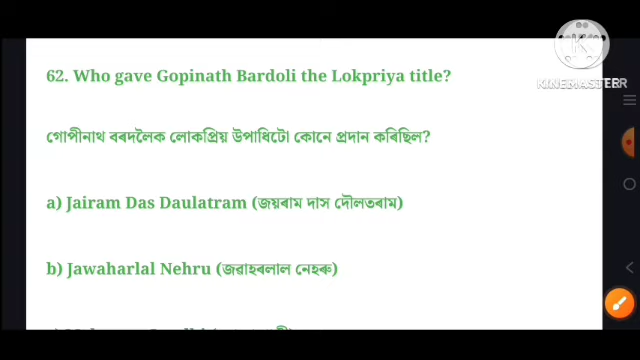 KINEMASTER
62. Who gave Gopinath Bardoli the Lokpriya title?
গোপীনাথ বৰদলৈক লোকপ্ৰিয় উপাধিটো কোনে প্ৰদান কৰিছিল?
a) Jairam Das Daulatram (জয়ৰাম দাস দৌলতৰাম)
b) Jawaharlal Nehru (জৱাহৰলাল নেহৰু)